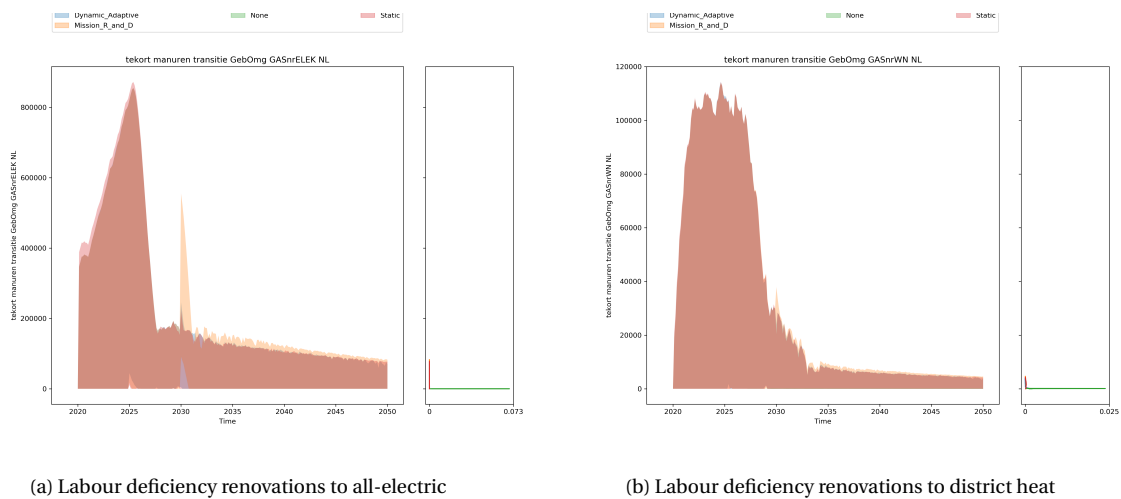 Dynamic_Adaptive None Static
Mission_R_and_D
tekort manuren transitie GebOmg GASnrELEK NL
tekort manuren transitie GebOmg GASnrELEK NL
800000
600000
400000
200000
0
2020 2025 2030 2035 2040 2045 2050
Time
0 0.073
(a) Labour deficiency renovations to all-electric
Dynamic_Adaptive None Static
Mission_R_and_D
tekort manuren transitie GebOmg GASnrWN NL
tekort manuren transitie GebOmg GASnrWN NL
120000
100000
80000
60000
40000
20000
0
2020 2025 2030 2035 2040 2045 2050
Time
0 0.025
(b) Labour deficiency renovations to district heat